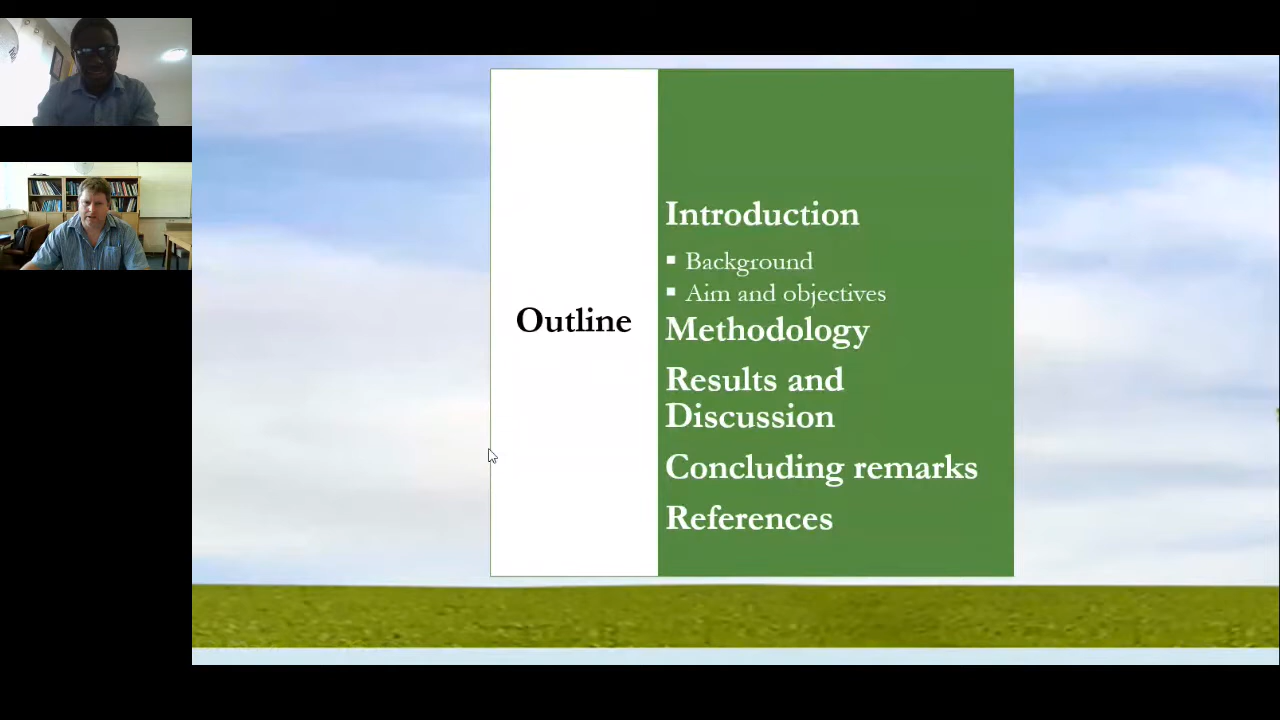 Outline
Introduction
▪ Background
▪ Aim and objectives
Methodology
Results and
Discussion
Concluding remarks
References